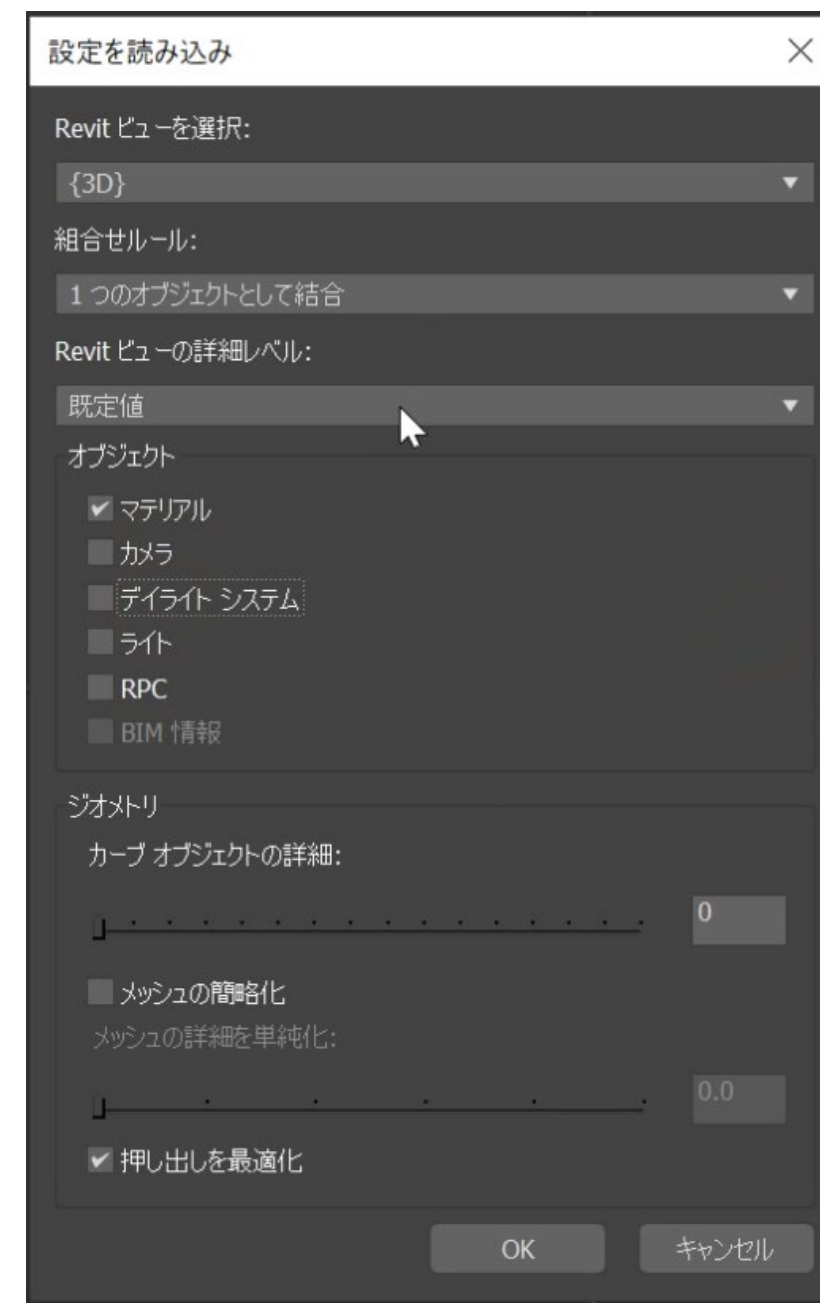 設定を読み込み
Revit ビューを選択:
{3D}
組合せルール:
1 つのオブジェクトとして結合
Revit ビューの詳細レベル:
既定値
オブジェクト
マテリアル
カメラ
デイライト システム
ライト
RPC
BIM 情報
ジオメトリ
カーブ オブジェクトの詳細:
0
メッシュの簡略化
メッシュの詳細を単純化:
0.0
押し出しを最適化
OK キャンセル